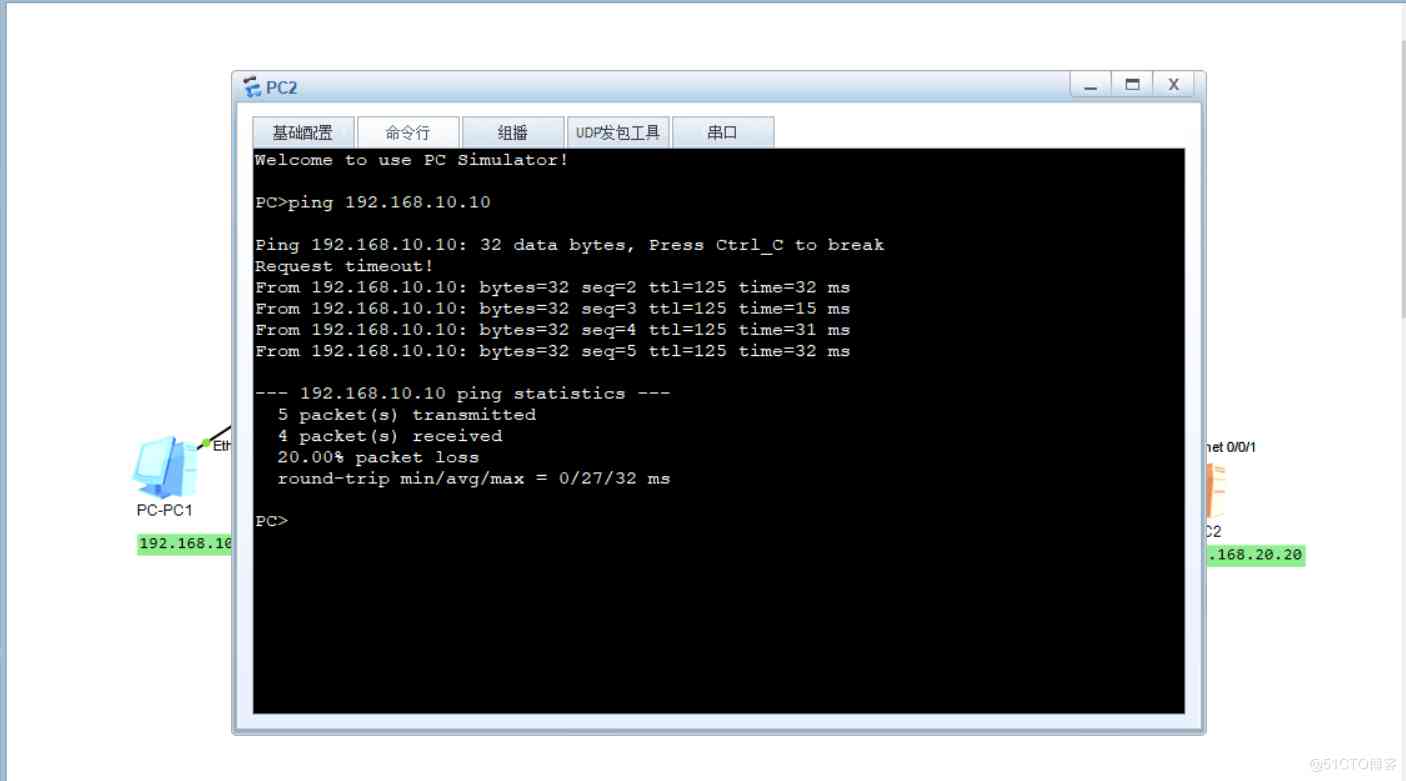 PC2
基础配置 命令行 组播 UDP发包工具 串口
Welcome to use PC Simulator!
PC>ping 192.168.10.10
Ping 192.168.10.10: 32 data bytes, Press Ctrl_C to break
Request timeout!
From 192.168.10.10: bytes=32 seq=2 ttl=125 time=32 ms
From 192.168.10.10: bytes=32 seq=3 ttl=125 time=15 ms
From 192.168.10.10: bytes=32 seq=4 ttl=125 time=31 ms
From 192.168.10.10: bytes=32 seq=5 ttl=125 time=32 ms
--- 192.168.10.10 ping statistics ---
5 packet(s) transmitted
4 packet(s) received
20.00% packet loss
round-trip min/avg/max = 0/27/32 ms
PC>
Eth
net 0/0/1
PC-PC1
C2
192.168.10
.168.20.20
@51CTO博客